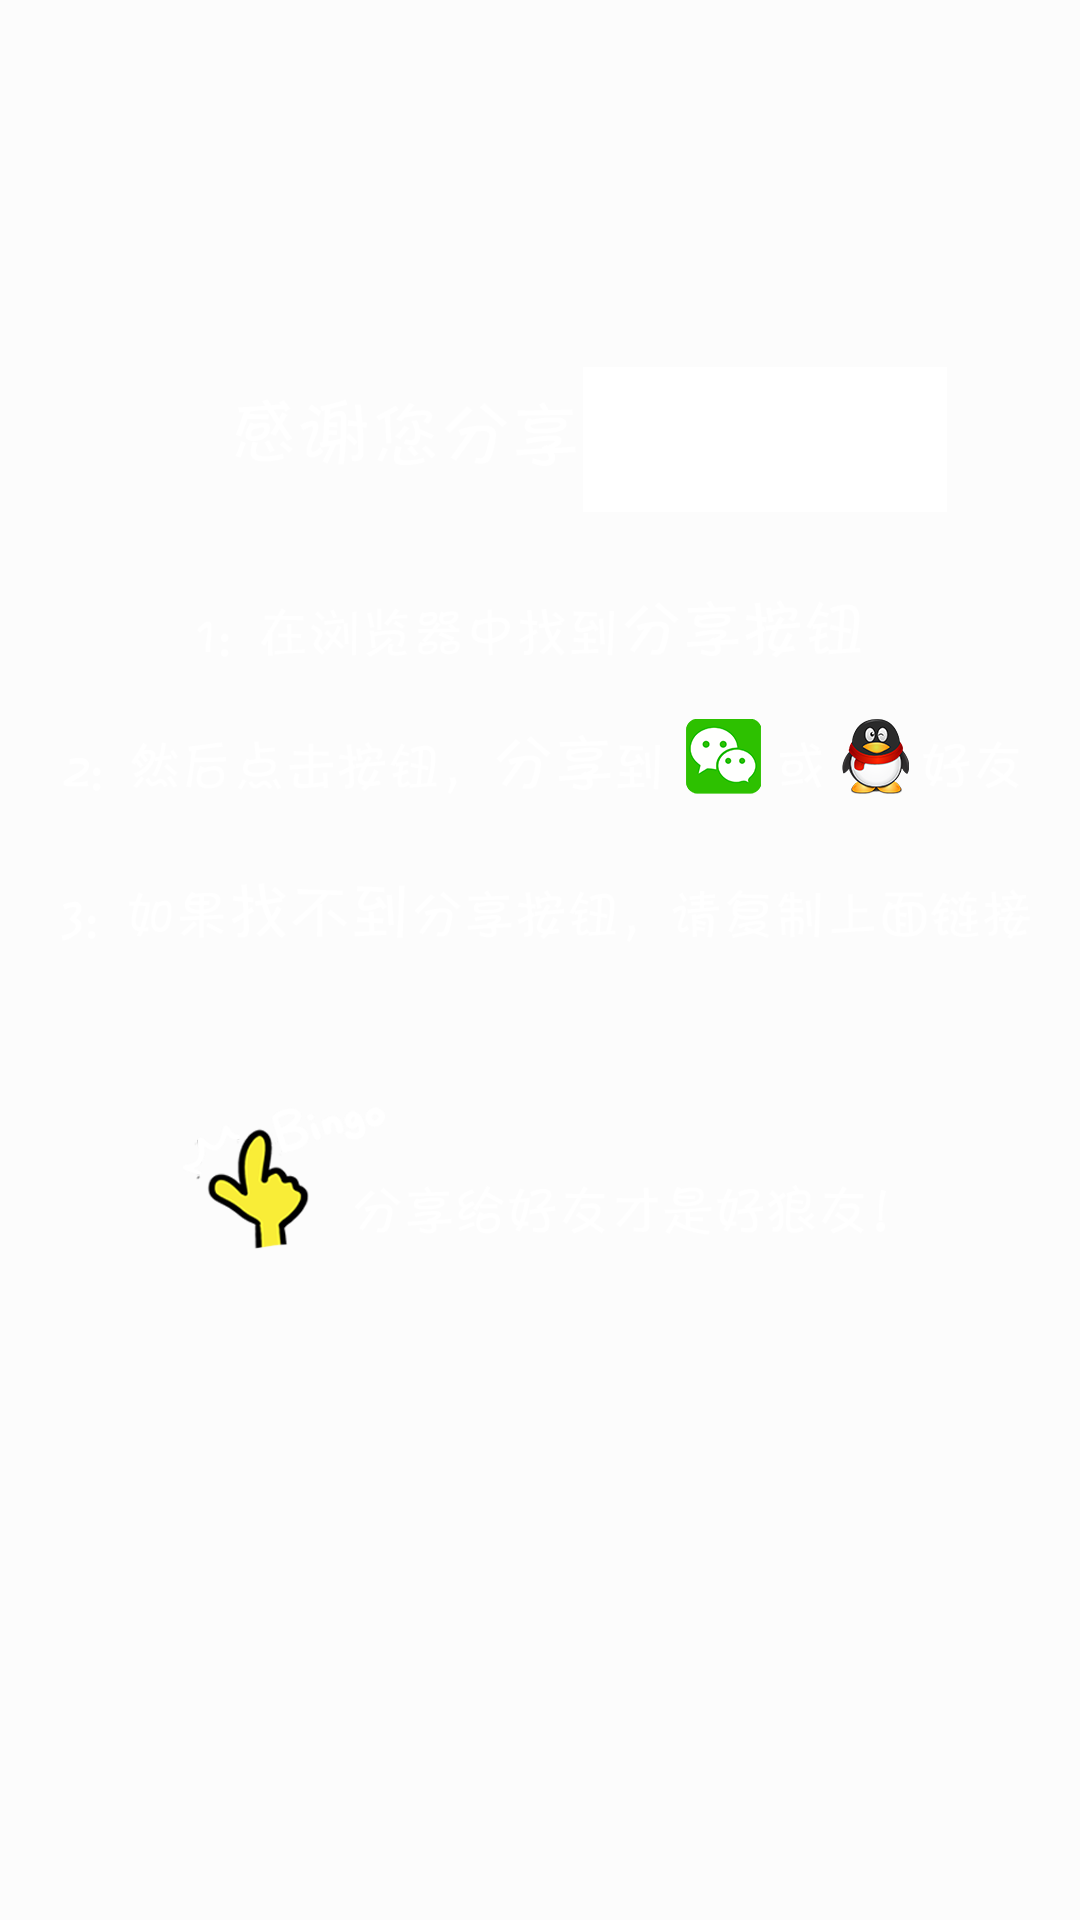 感谢您分享
1: 在浏览器中找到分享按钮
2: 然后点击按钮，分享到 或 好友
3: 如果找不到分享按钮，请复制上面链接
Bingo
分享给好友才是好狼友!